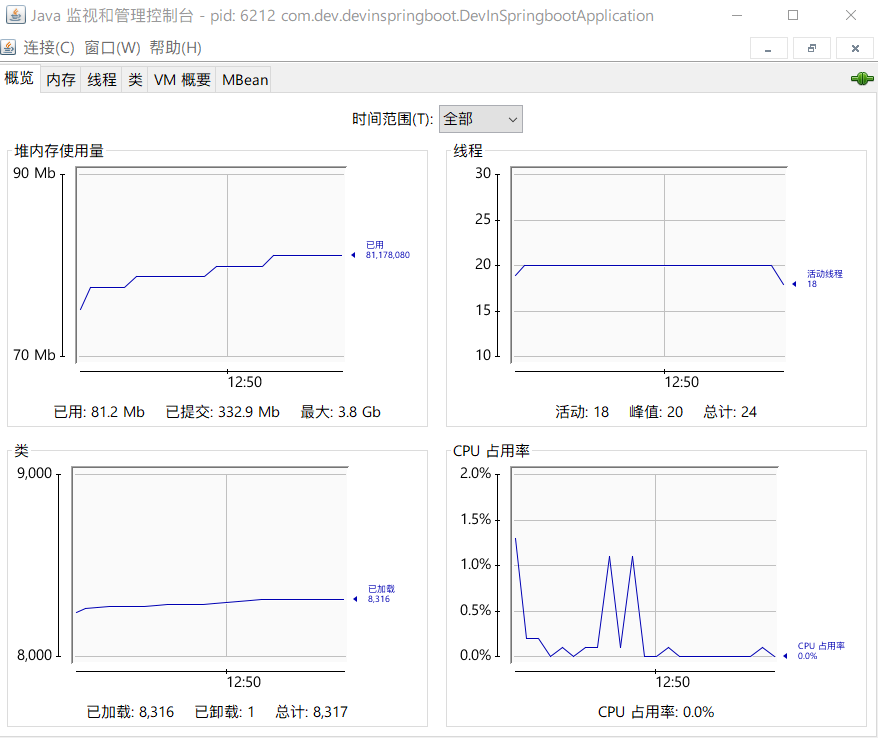 Java 监视和管理控制台 - pid: 6212 com.dev.devinspringboot.DevInSpringbootApplication
连接(C) 窗口(W) 帮助(H)
概览 内存 线程 类 VM 概要 MBean
时间范围(T): 全部
堆内存使用量
90 Mb
已用
81,178,080
70 Mb
12:50
已用: 81.2 Mb 已提交: 332.9 Mb 最大: 3.8 Gb
线程
30
25
20
活动线程
18
15
10
12:50
活动: 18 峰值: 20 总计: 24
类
9,000
已加载
8,316
8,000
12:50
已加载: 8,316 已卸载: 1 总计: 8,317
CPU 占用率
2.0%
1.5%
1.0%
0.5%
CPU 占用率
0.0%
0.0%
12:50
CPU 占用率: 0.0%